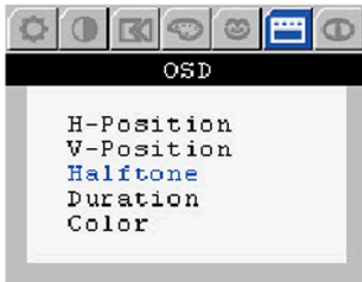 OSD
H-Position
V-Position
Halftone
Duration
Color